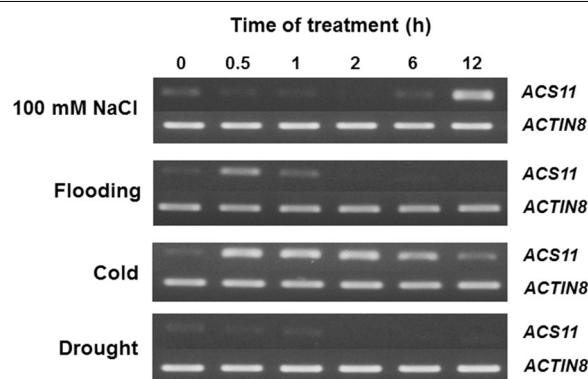 Time of treatment (h)
0 0.5 1 2 6 12
100 mM NaCl
ACS11
ACTIN8
Flooding
ACS11
ACTIN8
Cold
ACS11
ACTIN8
Drought
ACS11
ACTIN8